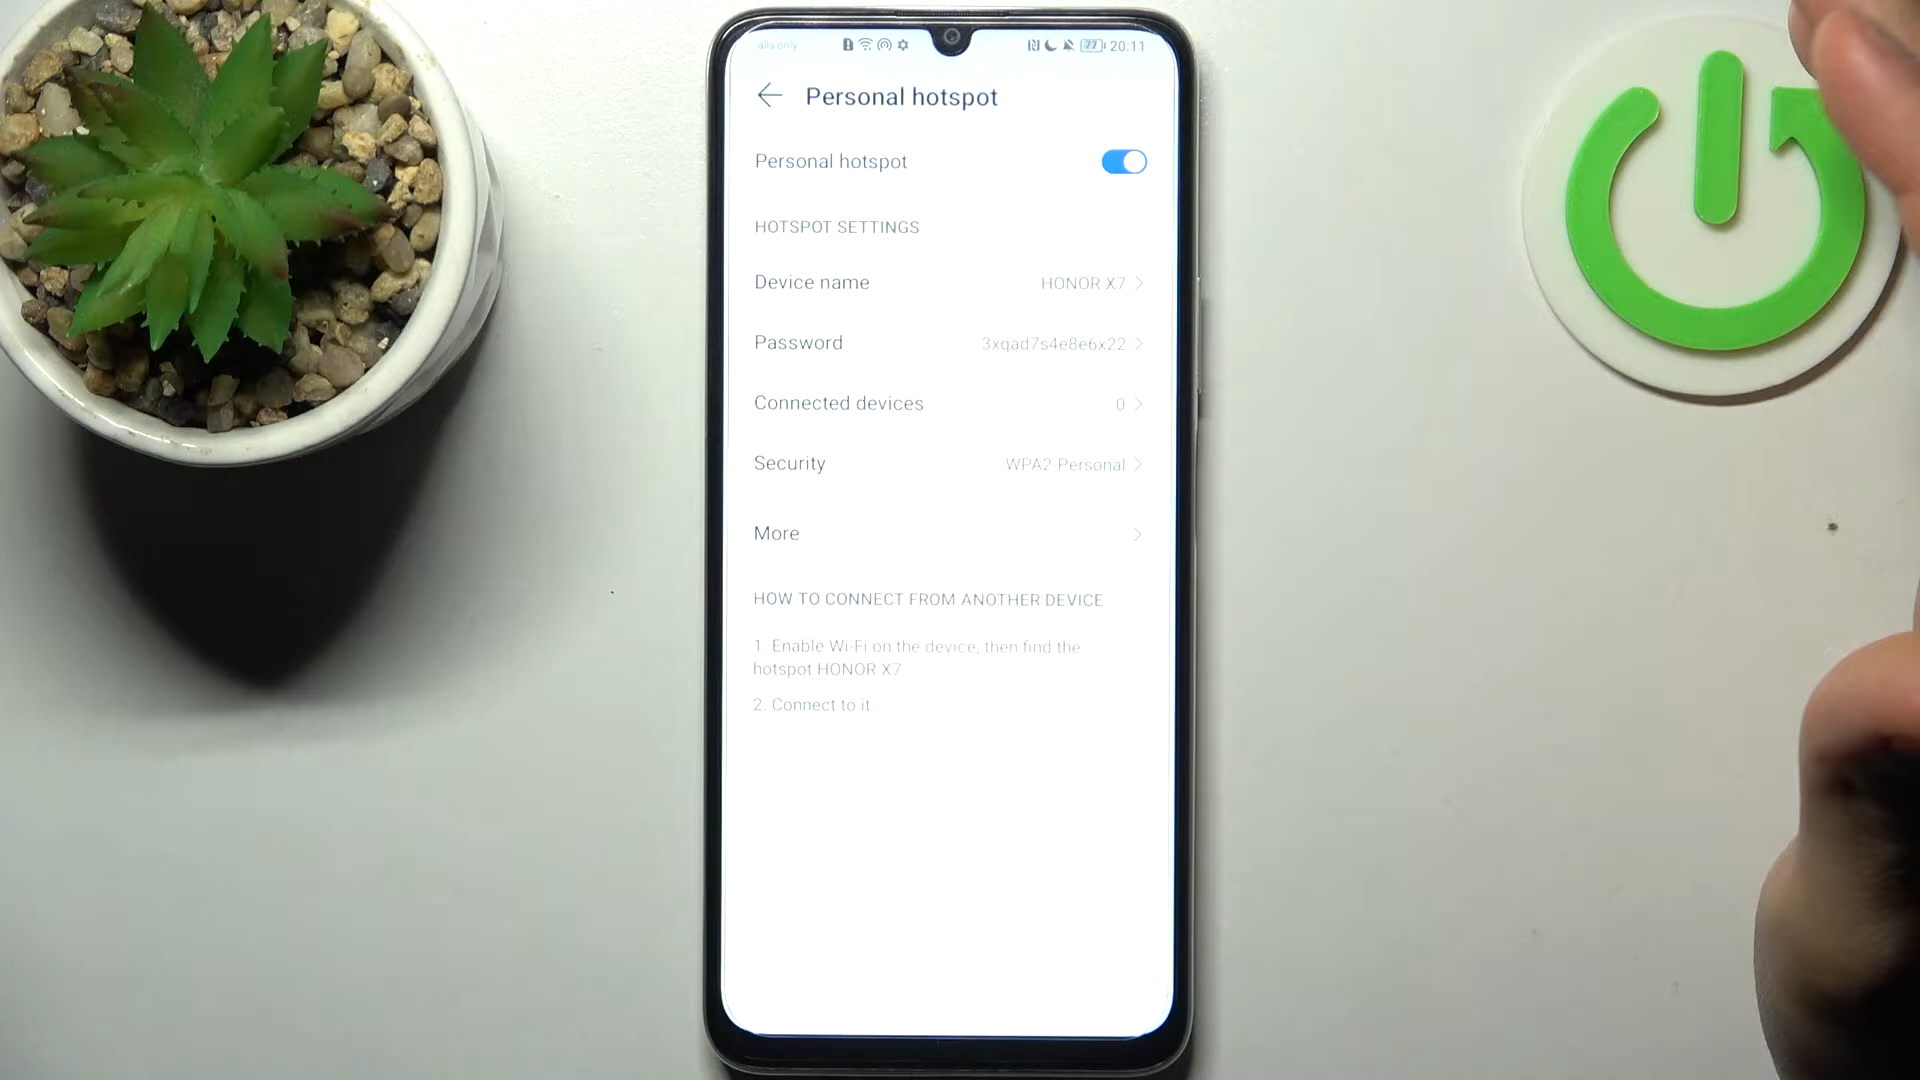 alls only 77 20:11
Personal hotspot
Personal hotspot
HOTSPOT SETTINGS
Device name HONOR X7
Password 3xqad7s4e8e6x22
Connected devices 0
Security WPA2-Personal
More
HOW TO CONNECT FROM ANOTHER DEVICE
1. Enable Wi-Fi on the device, then find the
hotspot HONOR X7
2. Connect to it.